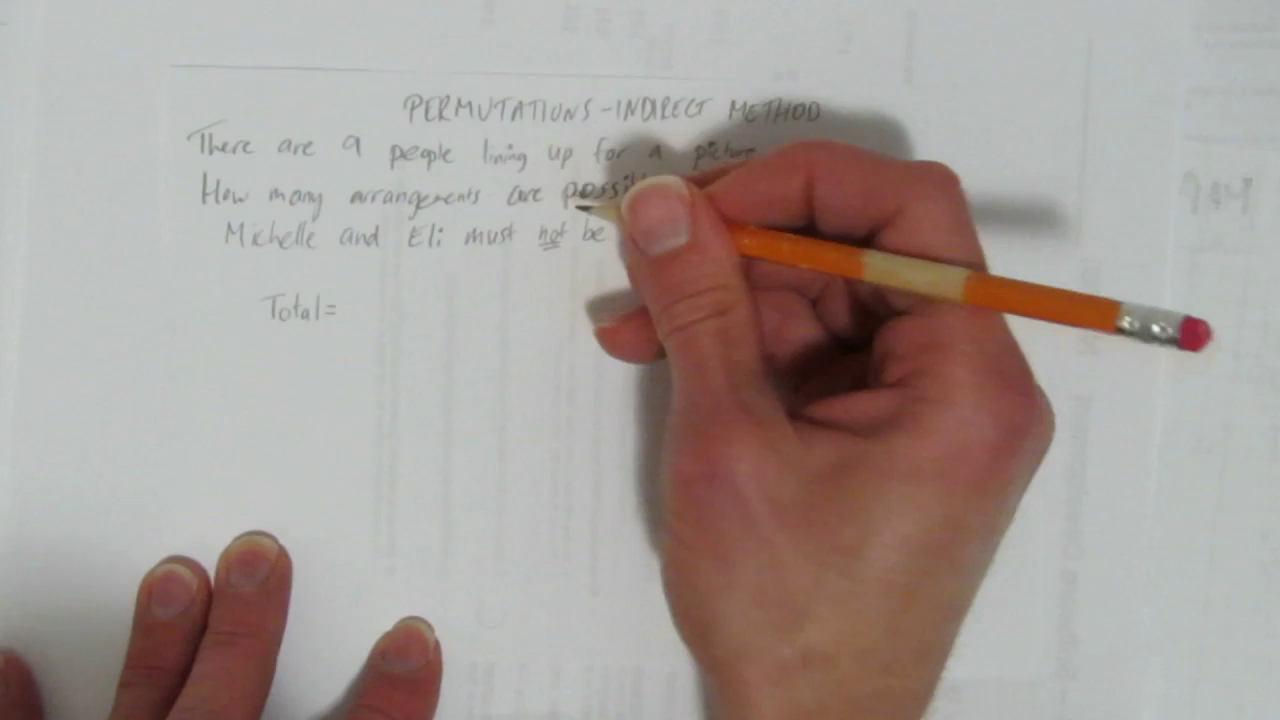 PERMUTATIONS-INDIRECT METHOD
There are 9 people lining up for a picture
How many arrangements are
Michelle and Eli must not be
Total=